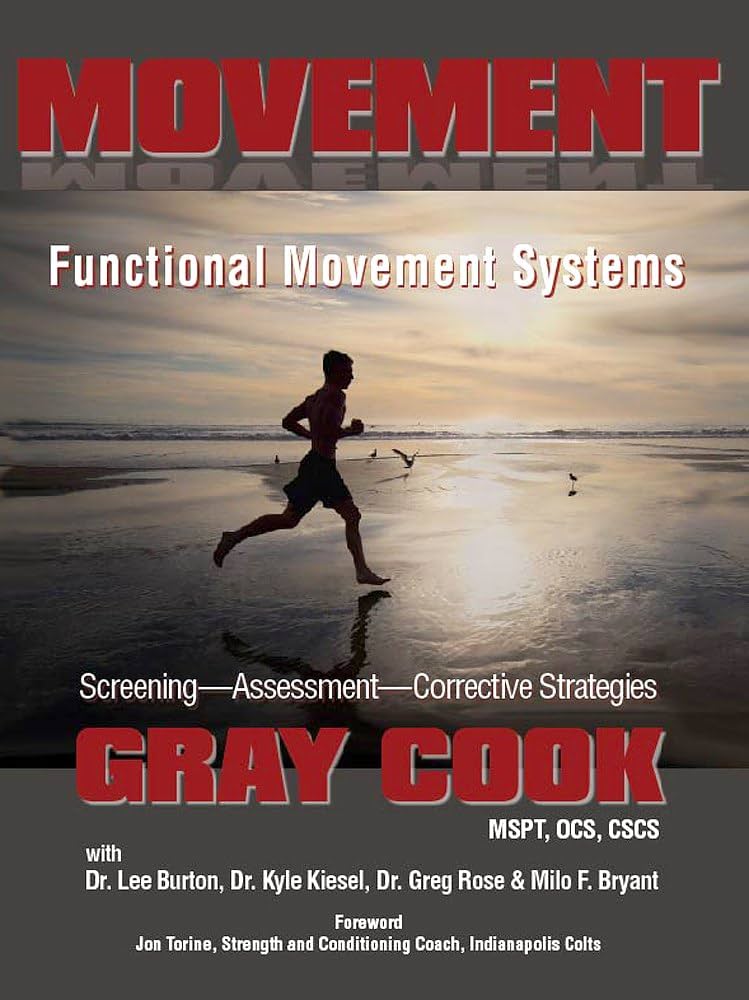 MOVEMENT
MOVEMENT
Functional Movement Systems
Screening—Assessment—Corrective Strategies
GRAY COOK
MSPT, OCS, CSCS
with
Dr. Lee Burton, Dr. Kyle Kiesel, Dr. Greg Rose & Milo F. Bryant
Foreword
Jon Torine, Strength and Conditioning Coach, Indianapolis Colts